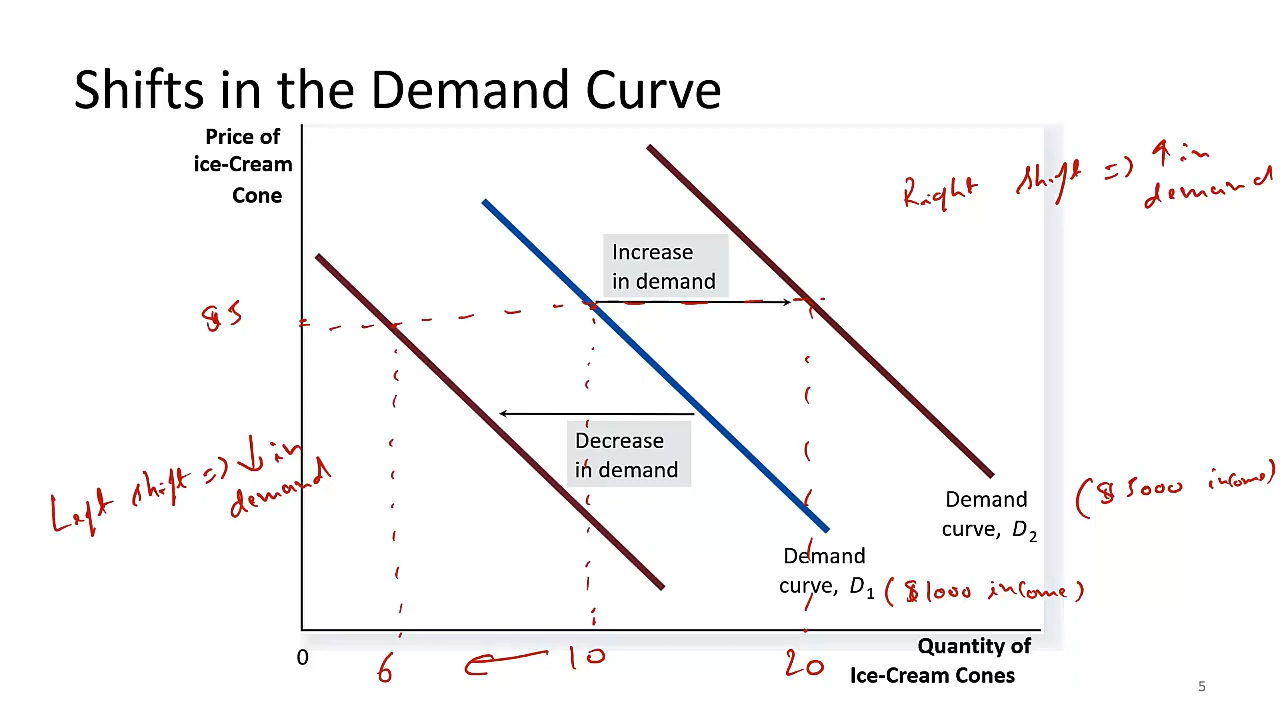 Shifts in the Demand Curve
Price of
ice-Cream
Cone
Right shift => ↑ in
demand
Increase
in demand
$5
Decrease
in demand
Left shift => ↓ in
demand
Demand
curve, D2
($5000 income)
Demand
curve, D1 ($1000 income)
0
6
10
20
Quantity of
Ice-Cream Cones
5